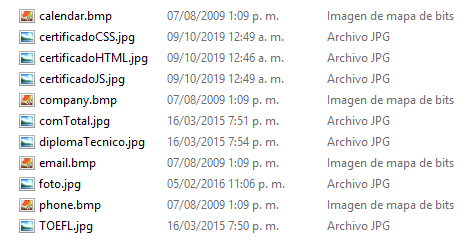 calendar.bmp 07/08/2009 1:09 p. m. Imagen de mapa de bits
certificadoCSS.jpg 09/10/2019 12:49 a. m. Archivo JPG
certificadoHTML.jpg 09/10/2019 12:46 a. m. Archivo JPG
certificadoJS.jpg 09/10/2019 12:46 a. m. Archivo JPG
company.bmp 07/08/2009 1:09 p. m. Imagen de mapa de bits
comTotal.jpg 16/03/2015 7:51 p. m. Archivo JPG
diplomaTecnico.jpg 16/03/2015 7:54 p. m. Archivo JPG
email.bmp 07/08/2009 1:09 p. m. Imagen de mapa de bits
foto.jpg 05/02/2016 11:06 p. m. Archivo JPG
phone.bmp 07/08/2009 1:09 p. m. Imagen de mapa de bits
TOEFL.jpg 16/03/2015 7:50 p. m. Archivo JPG